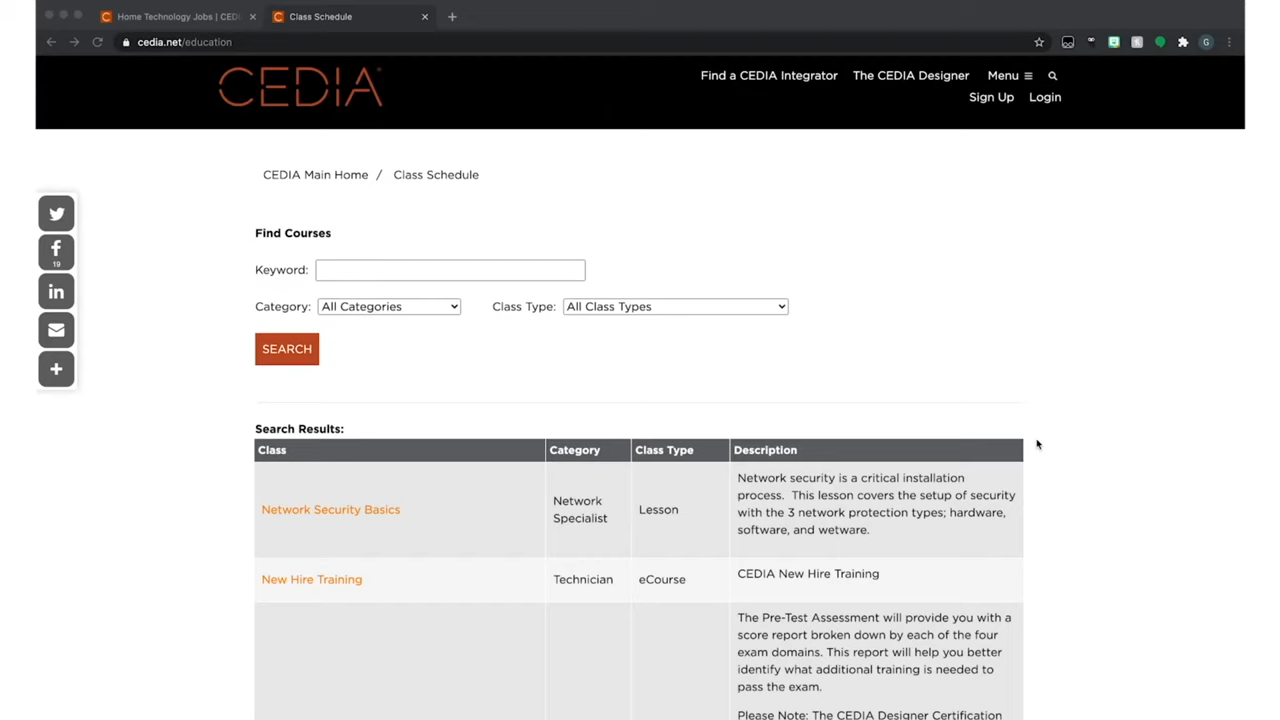 Home Technology Jobs | CEDI
Class Schedule
cedia.net/education
G
CEDIA
Find a CEDIA Integrator
The CEDIA Designer
Menu
Sign Up
Login
CEDIA Main Home / Class Schedule
19
Find Courses
Keyword:
Category: All Categories
Class Type: All Class Types
SEARCH
Search Results:
Class
Category
Class Type
Description
Network Security Basics
Network
Specialist
Lesson
Network security is a critical installation
process. This lesson covers the setup of security
with the 3 network protection types; hardware,
software, and wetware.
New Hire Training
Technician
eCourse
CEDIA New Hire Training
The Pre-Test Assessment will provide you with a
score report broken down by each of the four
exam domains. This report will help you better
identify what additional training is needed to
pass the exam.
Please Note: The CEDIA Designer Certification